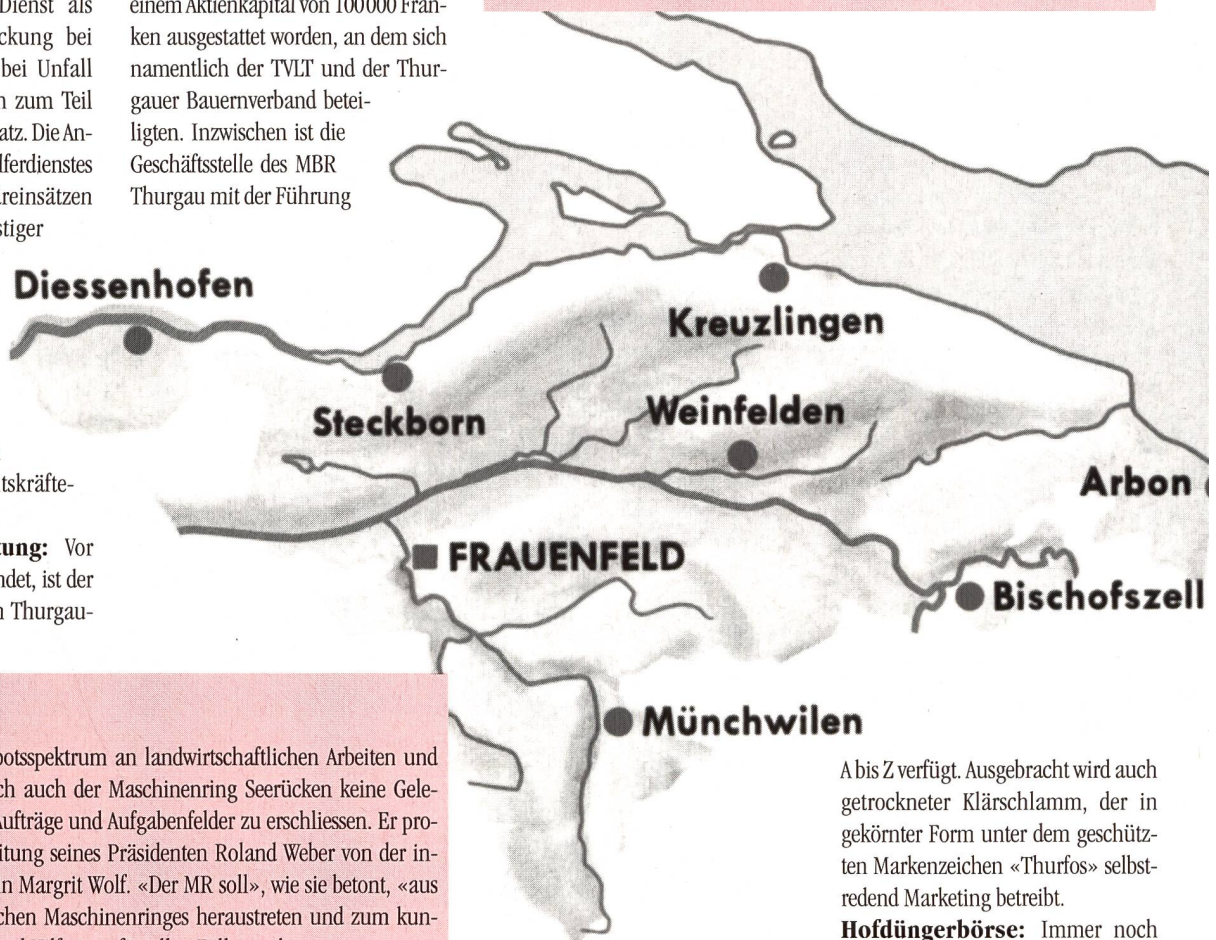 Dienst als
ckung bei
bei Unfall
n zum Teil
atz. Die An-
lferdienstes
reinsätzen
stiger
tskräfte-
tung: Vor
ndet, ist der
n Thurgau-
einem Aktienkapital von 100 000 Fran-
ken ausgestattet worden, an dem sich
namentlich der TVLT und der Thur-
gauer Bauernverband betei-
ligten. Inzwischen ist die
Geschäftsstelle des MBR
Thurgau mit der Führung
Diessenhofen
Kreuzlingen
Steckborn
Weinfelden
Arbon
FRAUENFELD
Bischofszell
Münchwilen
botsspektrum an landwirtschaftlichen Arbeiten und
ch auch der Maschinenring Seerücken keine Gele-
Aufträge und Aufgabenfelder zu erschliessen. Er pro-
itung seines Präsidenten Roland Weber von der in-
n Margrit Wolf. «Der MR soll», wie sie betont, «aus
chen Maschinenringes heraustreten und zum kun-
A bis Z verfügt. Ausgebracht wird auch
getrockneter Klärschlamm, der in
gekörnter Form unter dem geschütz-
ten Markenzeichen «Thurfos» selbst-
redend Marketing betreibt.
Hofdüngerbörse: Immer noch